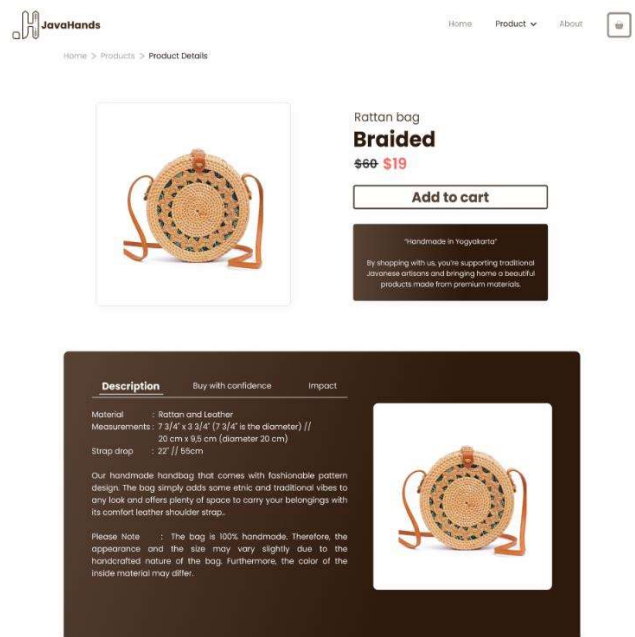 JavaHands
Home
Product
About
Home > Products > Product Details
Rattan bag
Braided
$60 $19
Add to cart
"Handmade in Yogyakarta"
By shopping with us, you're supporting traditional
Javanese artisans and bringing home a beautiful
products made from premium materials.
Description
Buy with confidence
Impact
Material : Rattan and Leather
Measurements : 7 3/4" x 3 3/4" (7 3/4" is the diameter) //
20 cm x 9,5 cm (diameter 20 cm)
Strap drop : 22" // 55cm
Our handmade handbag that comes with fashionable pattern
design. The bag simply adds some etnic and traditional vibes to
any look and offers plenty of space to carry your belongings with
its comfort leather shoulder strap..
Please Note : The bag is 100% handmade. Therefore, the
appearance and the size may vary slightly due to the
handcrafted nature of the bag. Furthermore, the color of the
inside material may differ.